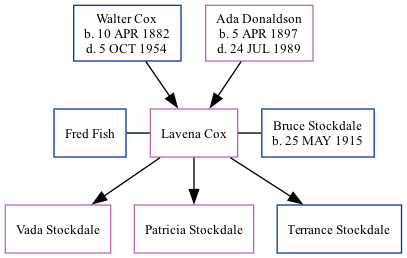 Walter Cox
b. 10 APR 1882
d. 5 OCT 1954
Ada Donaldson
b. 5 APR 1897
d. 24 JUL 1989
Fred Fish
Lavena Cox
Bruce Stockdale
b. 25 MAY 1915
Vada Stockdale
Patricia Stockdale
Terrance Stockdale